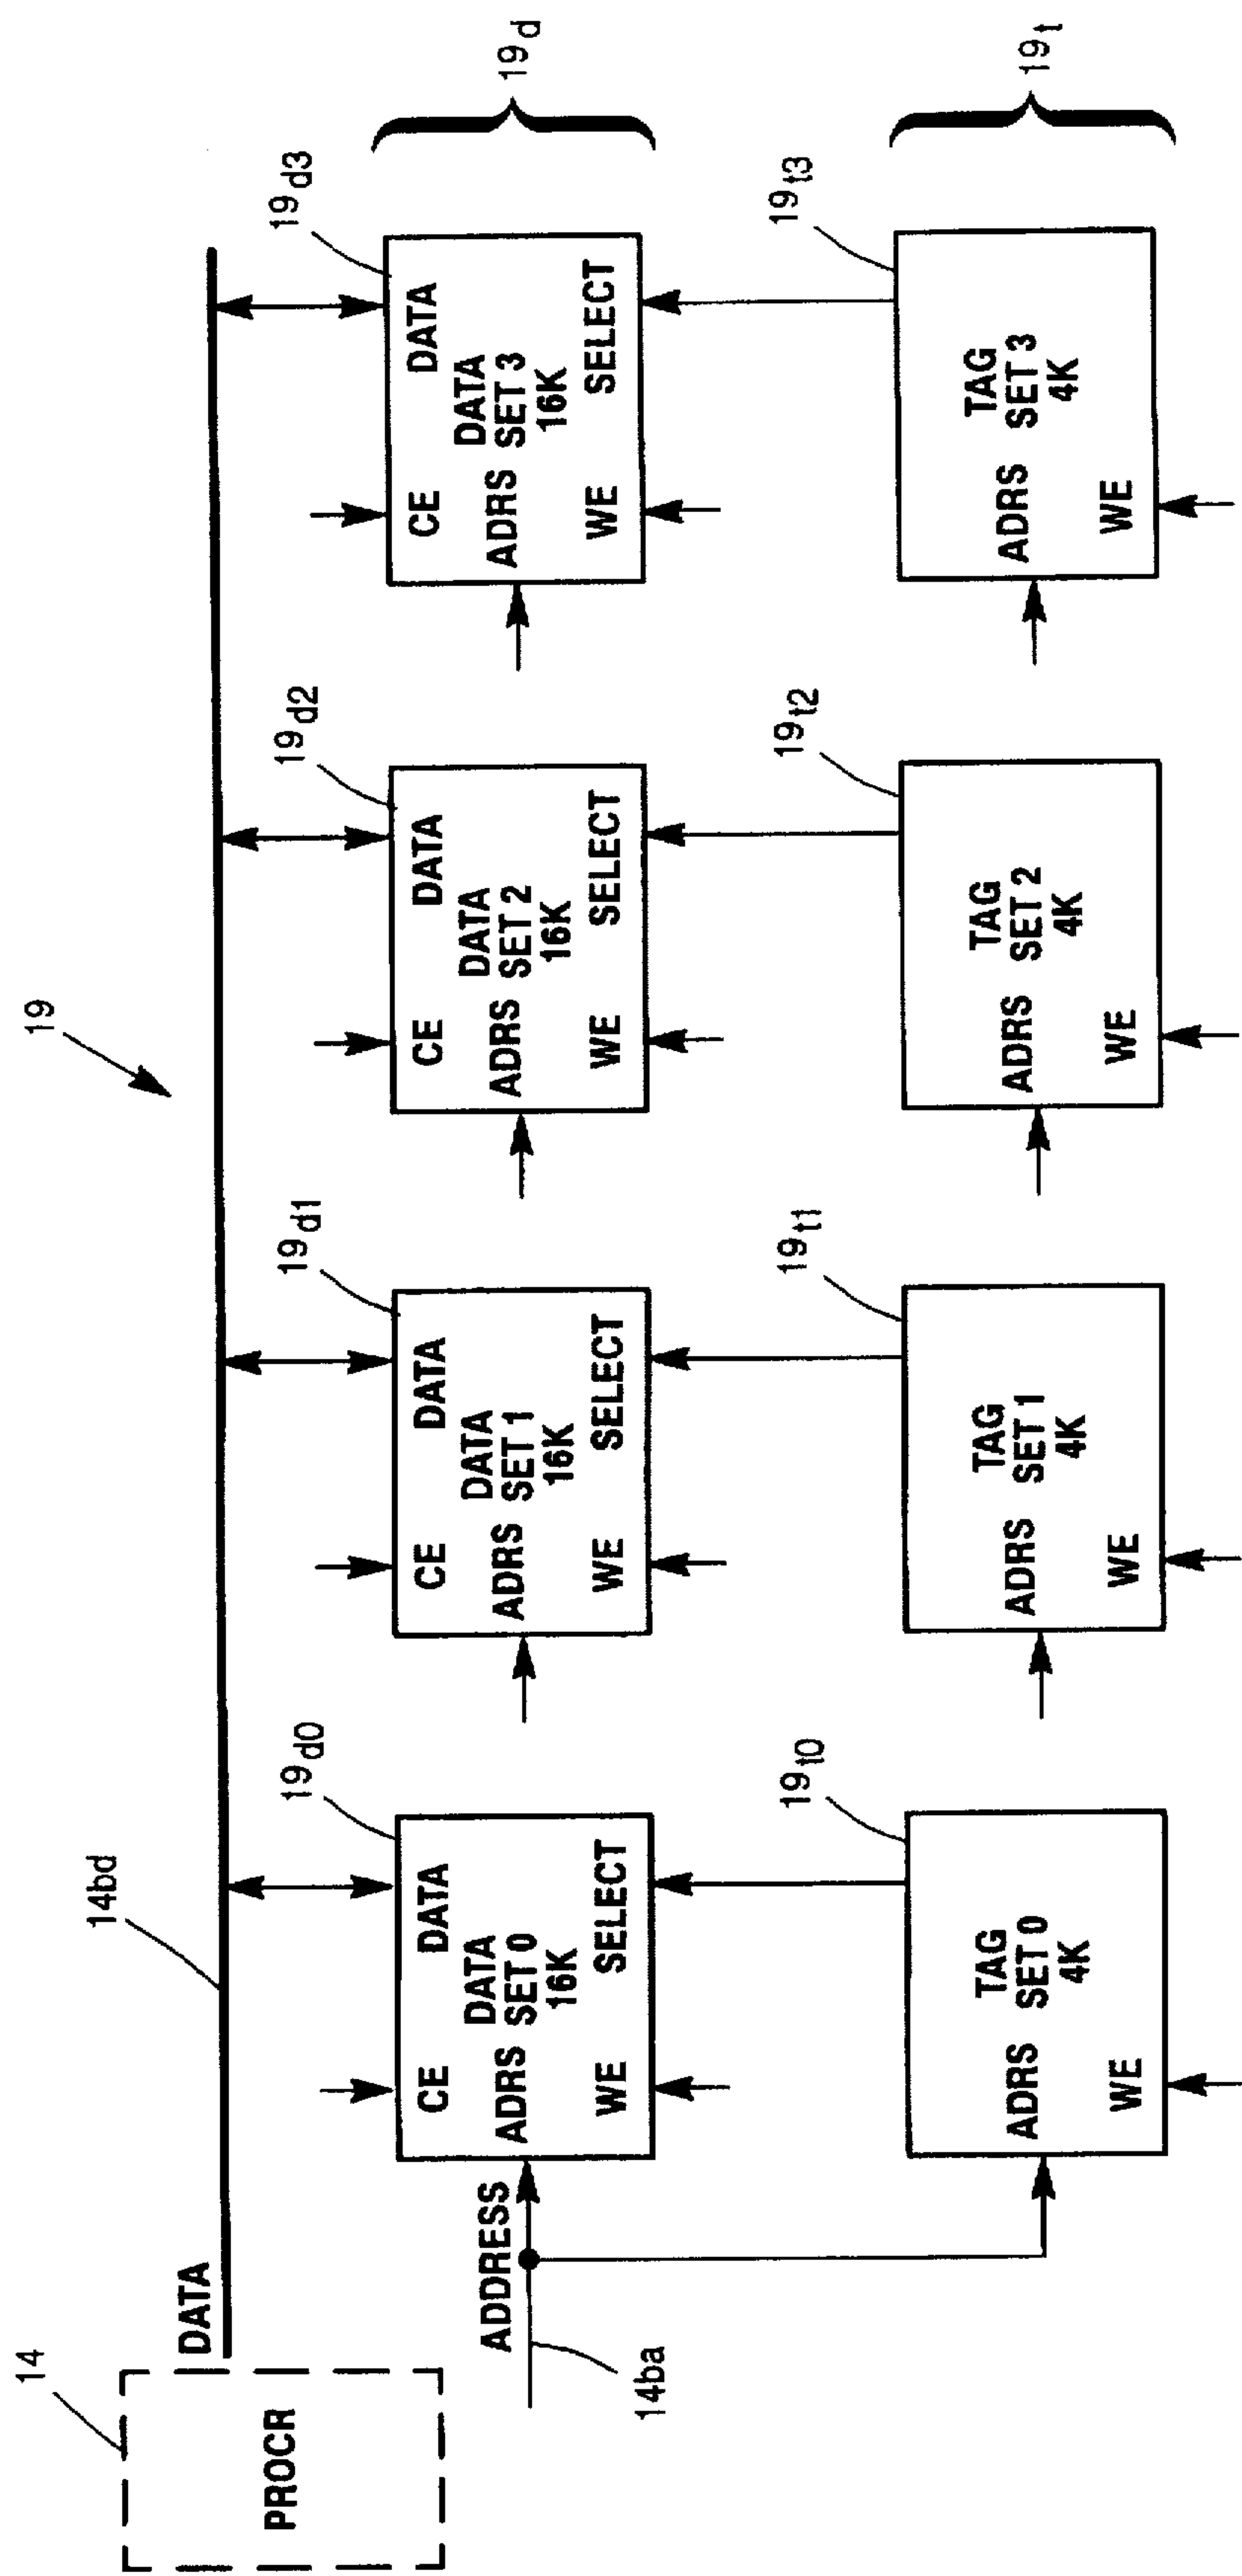 14
PROCR
DATA
14bd
19
ADDRESS
14ba
19d0
CE
DATA
DATA
SET 0
16K
ADRS
WE
SELECT
19d1
CE
DATA
DATA
SET 1
16K
ADRS
WE
SELECT
19d2
CE
DATA
DATA
SET 2
16K
ADRS
WE
SELECT
19d3
CE
DATA
DATA
SET 3
16K
ADRS
WE
SELECT
19d
19t0
TAG
SET 0
4K
ADRS
WE
19t1
TAG
SET 1
4K
ADRS
WE
19t2
TAG
SET 2
4K
ADRS
WE
19t3
TAG
SET 3
4K
ADRS
WE
19t